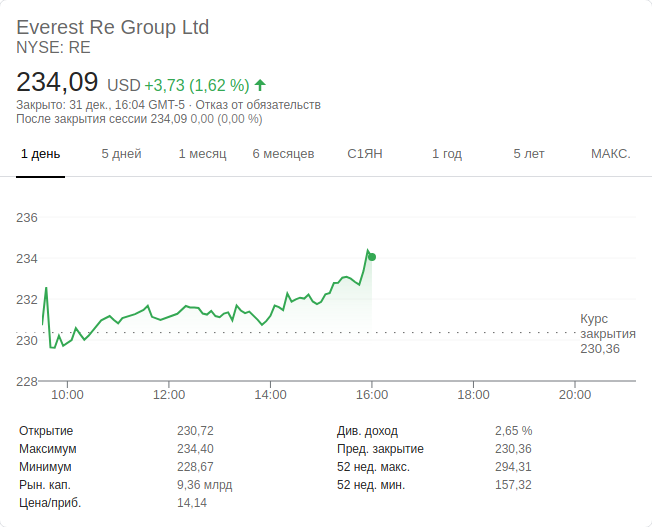 Everest Re Group Ltd
NYSE: RE
234,09 USD +3,73 (1,62 %)
Закрыто: 31 дек., 16:04 GMT-5 · Отказ от обязательств
После закрытия сессии 234,09 0,00 (0,00 %)
1 день 5 дней 1 месяц 6 месяцев С1ЯН 1 год 5 лет МАКС.
236
234
232
230
228
Курс
закрытия
230,36
10:00 12:00 14:00 16:00 18:00 20:00
Открытие 230,72 Див. доход 2,65 %
Максимум 234,40 Пред. закрытие 230,36
Минимум 228,67 52 нед. макс. 294,31
Рын. кап. 9,36 млрд 52 нед. мин. 157,32
Цена/приб. 14,14